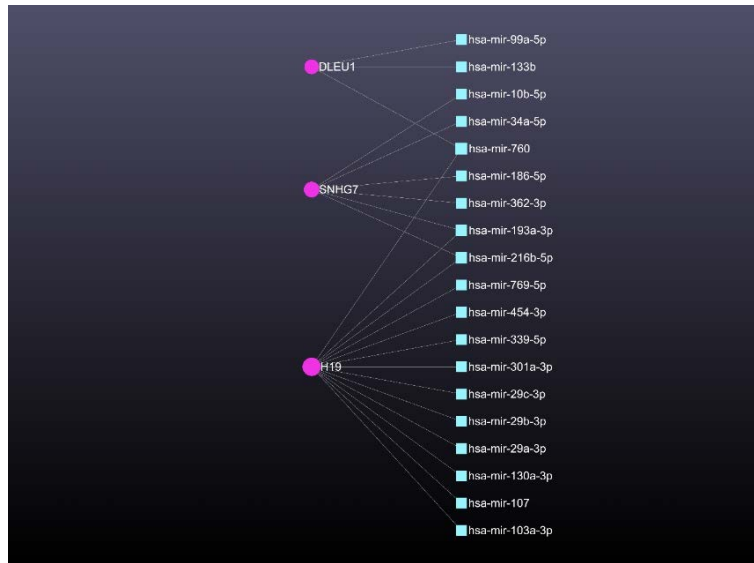 hsa-mir-99a-5p
DLEU1
hsa-mir-133b
hsa-mir-10b-5p
hsa-mir-34a-5p
hsa-mir-760
hsa-mir-186-5p
SNHG7
hsa-mir-362-3p
hsa-mir-193a-3p
hsa-mir-216b-5p
hsa-mir-769-5p
hsa-mir-454-3p
hsa-mir-339-5p
H19
hsa-mir-301a-3p
hsa-mir-29c-3p
hsa-mir-29b-3p
hsa-mir-29a-3p
hsa-mir-130a-3p
hsa-mir-107
hsa-mir-103a-3p